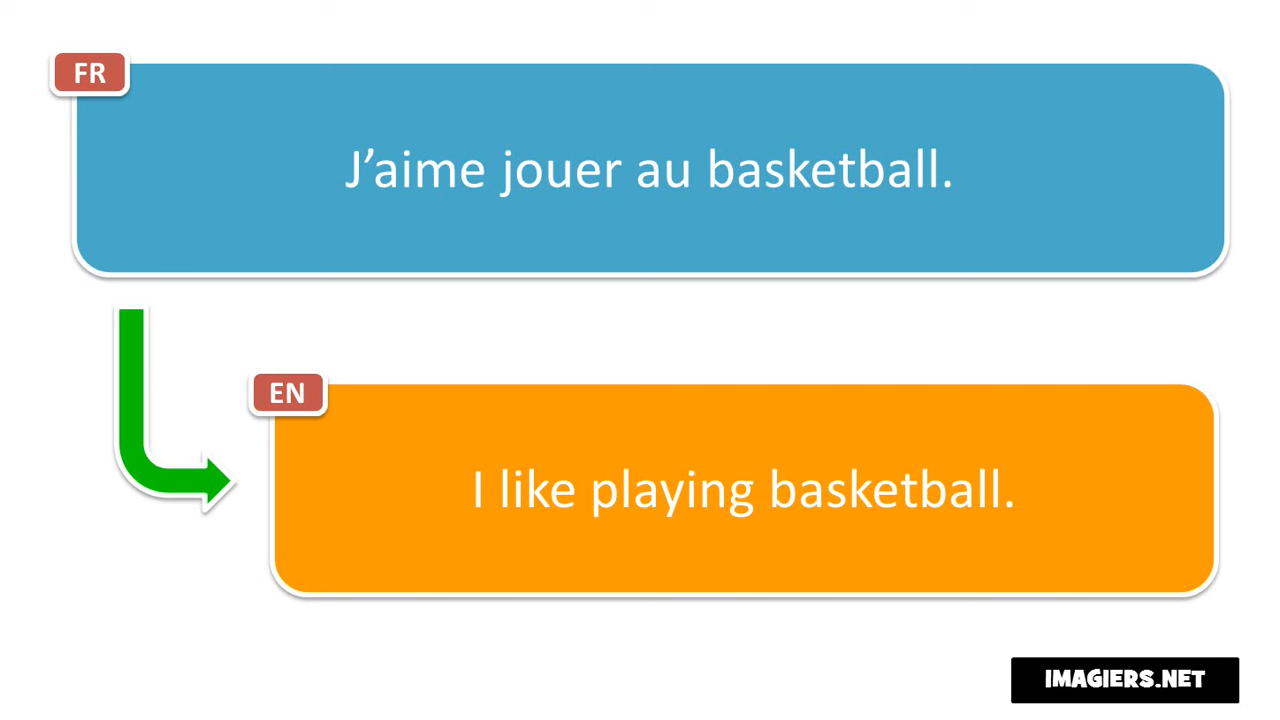 FR
J’aime jouer au basketball.
EN
I like playing basketball.
IMAGIERS.NET